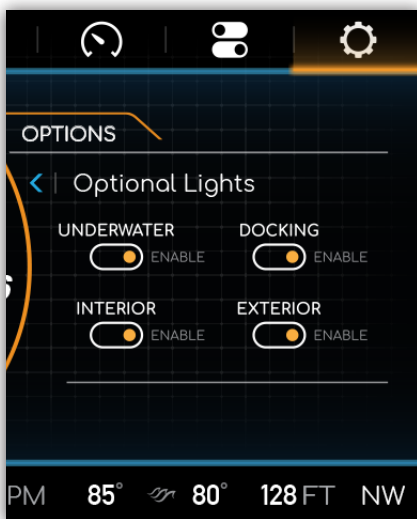 OPTIONS
Optional Lights
UNDERWATER DOCKING
ENABLE ENABLE
INTERIOR EXTERIOR
ENABLE ENABLE
PM 85° 80° 128 FT NW